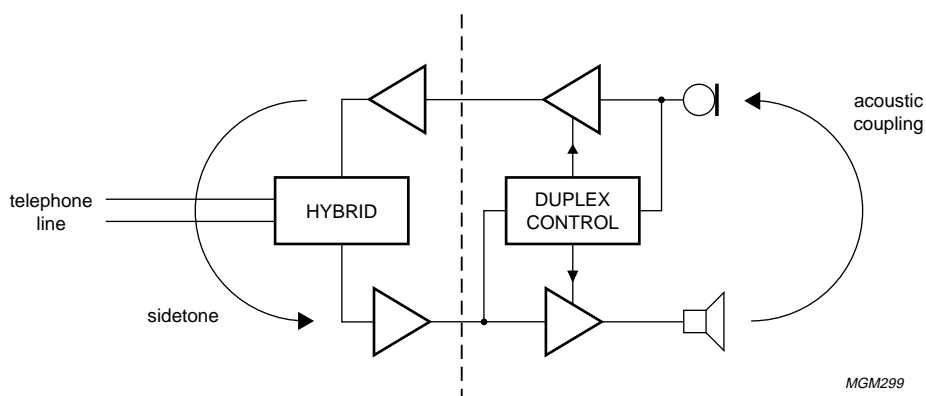 acoustic
coupling
telephone
line
HYBRID
DUPLEX
CONTROL
sidetone
MGM299